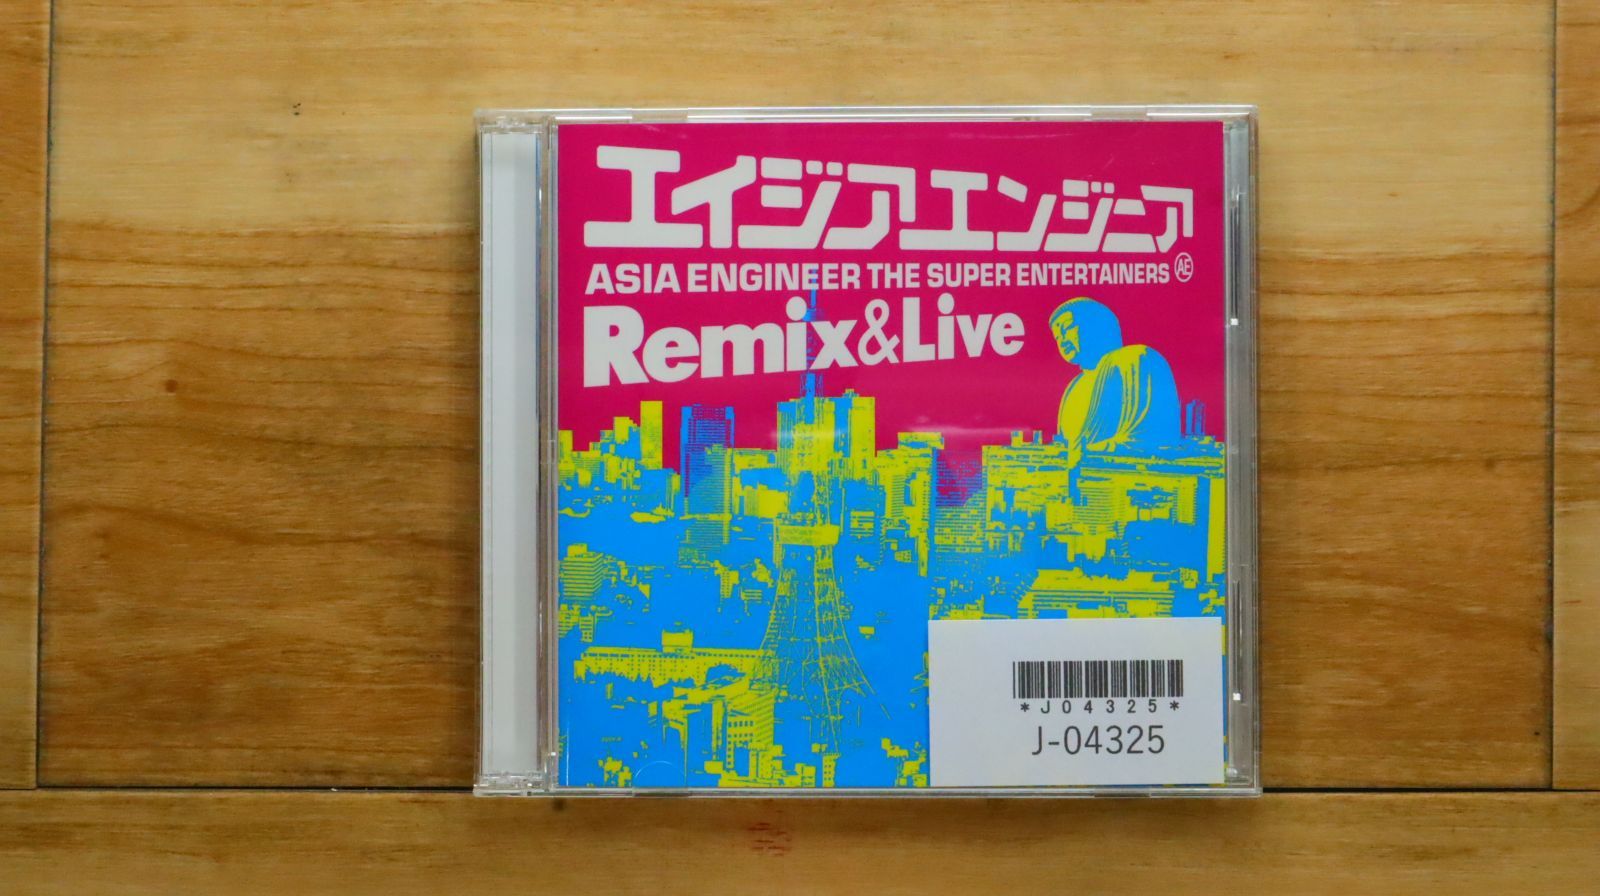 エイジア エンジニア
ASIA ENGINEER THE SUPER ENTERTAINERS AE
Remix&Live
*J04325*
J-04325